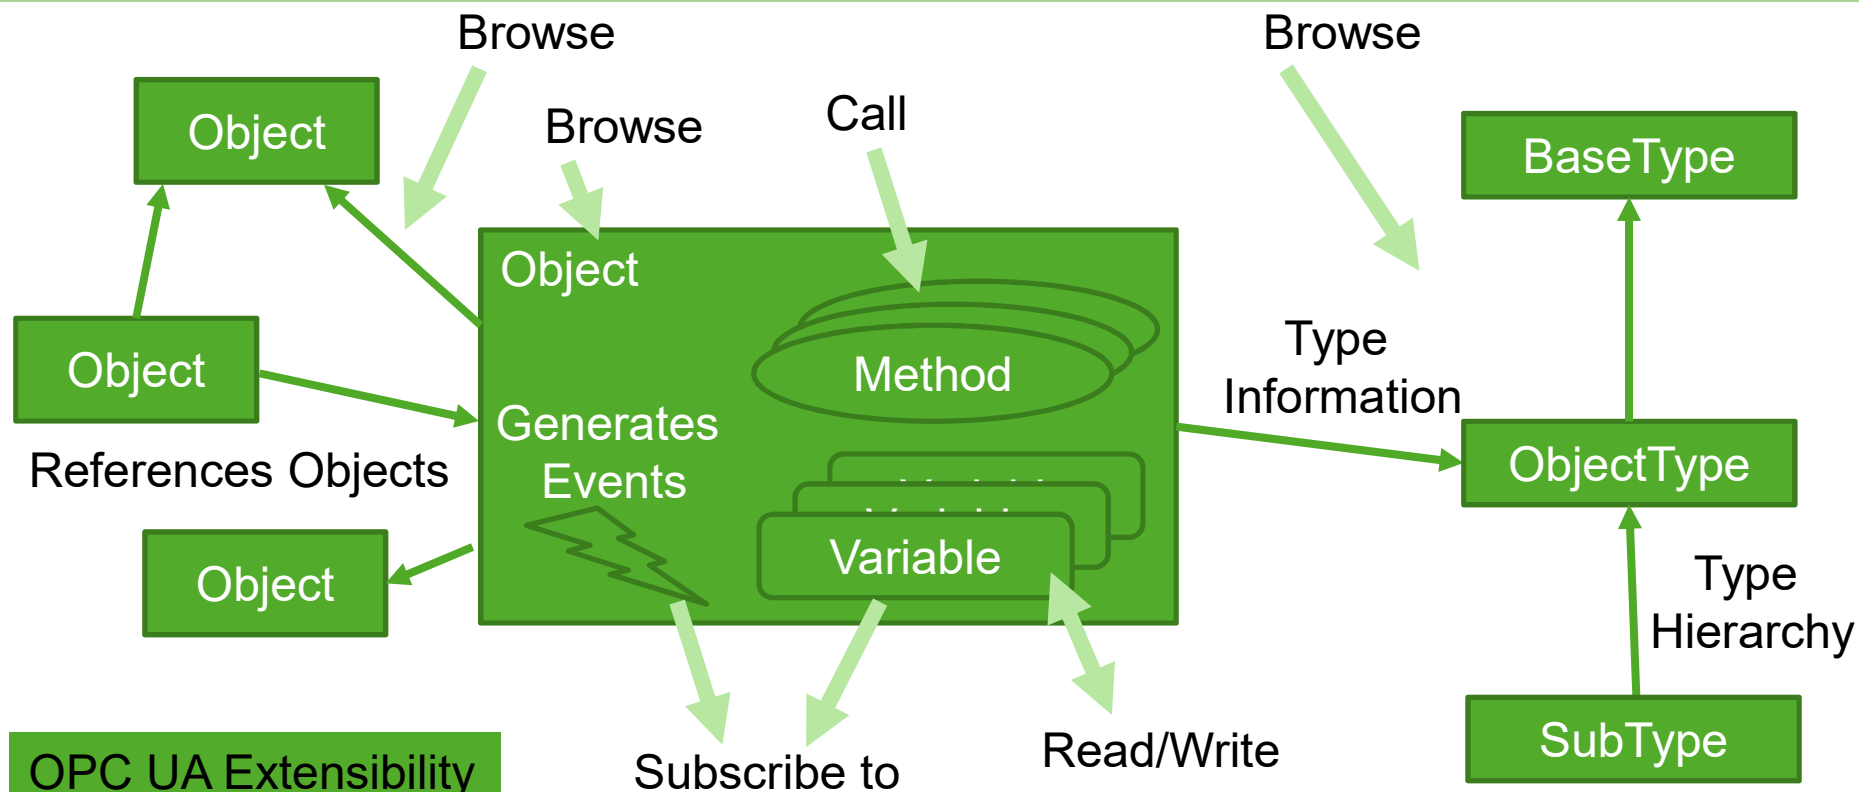 Browse
Browse
Object
Browse
Call
BaseType
Object
Object
Method
Type
Information
Generates
Events
References Objects
ObjectType
Variable
Object
Type
Hierarchy
SubType
Read/Write
OPC UA Extensibility
Subscribe to